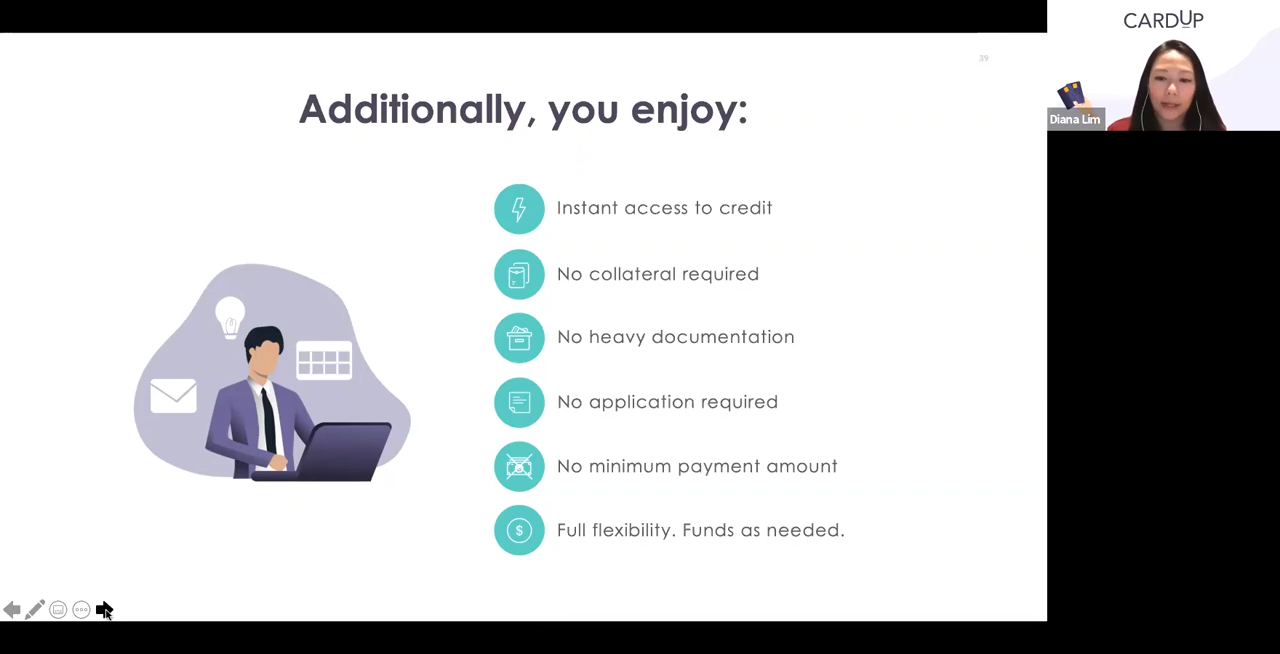 CARDUP
39
Additionally, you enjoy:
Diana Lim
Instant access to credit
No collateral required
No heavy documentation
No application required
No minimum payment amount
$
Full flexibility. Funds as needed.